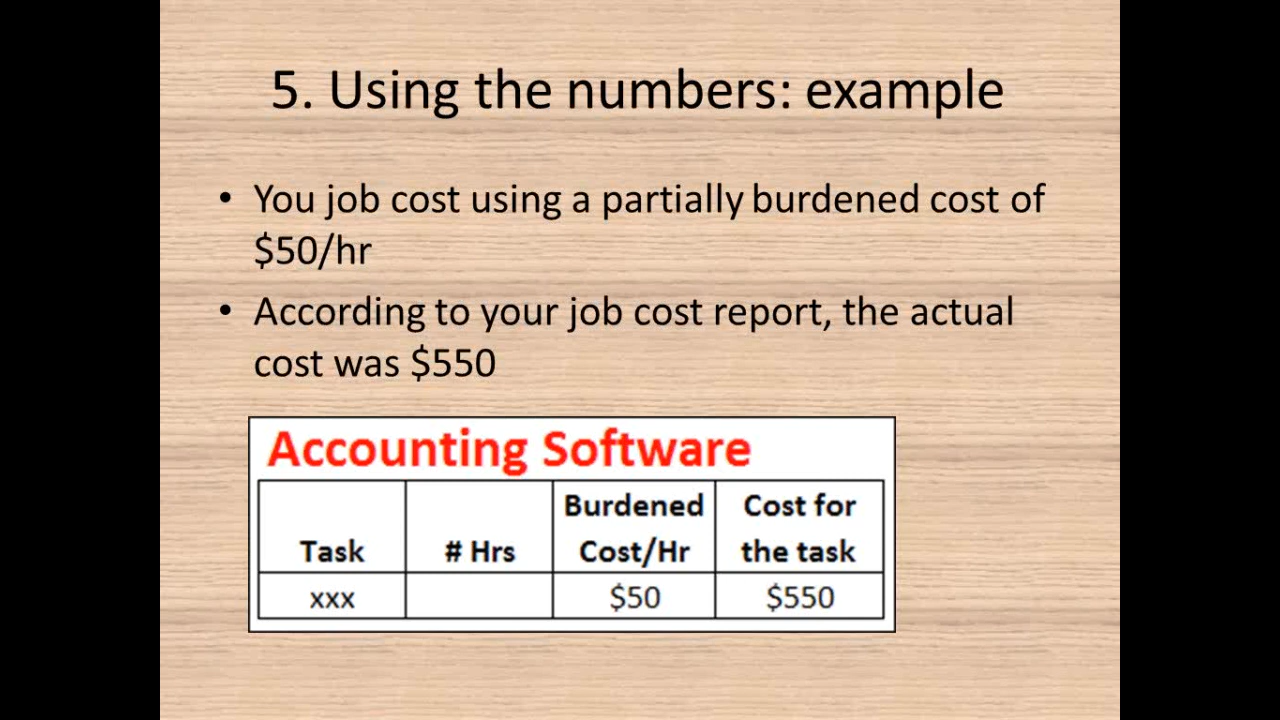 5. Using the numbers: example
• You job cost using a partially burdened cost of
$50/hr
• According to your job cost report, the actual
cost was $550
Accounting Software
Task # Hrs Burdened Cost/Hr Cost for the task
xxx $50 $550